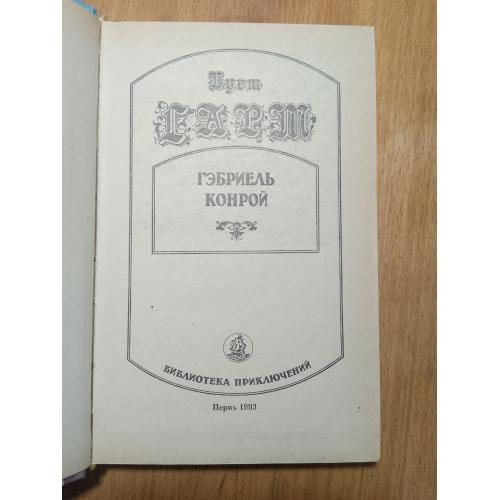 Брет
ГАРТ
ГЭБРИЕЛЬ
КОНРОЙ
БИБЛИОТЕКА ПРИКЛЮЧЕНИЙ
Пермь 1993